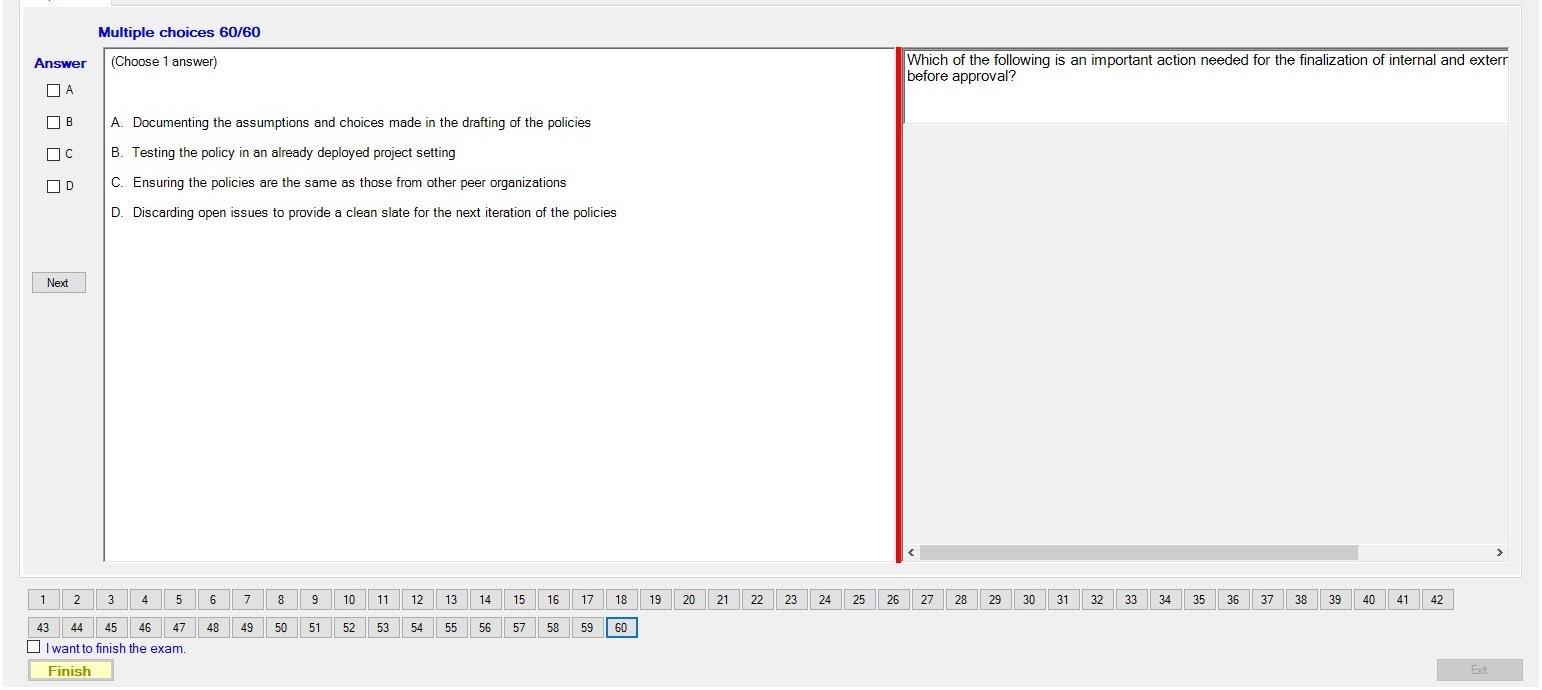 Multiple choices 60/60
Answer
(Choose 1 answer)
A
B
C
D
A. Documenting the assumptions and choices made in the drafting of the policies
B. Testing the policy in an already deployed project setting
C. Ensuring the policies are the same as those from other peer organizations
D. Discarding open issues to provide a clean slate for the next iteration of the policies
Next
Which of the following is an important action needed for the finalization of internal and
before approval?
1 2 3 4 5 6 7 8 9 10 11 12 13 14 15 16 17 18 19 20 21 22 23 24 25 26 27 28 29 30 31 32 33 34 35 36 37 38 39 40 41 42
43 44 45 46 47 48 49 50 51 52 53 54 55 56 57 58 59 60
I want to finish the exam.
Finish
Exit